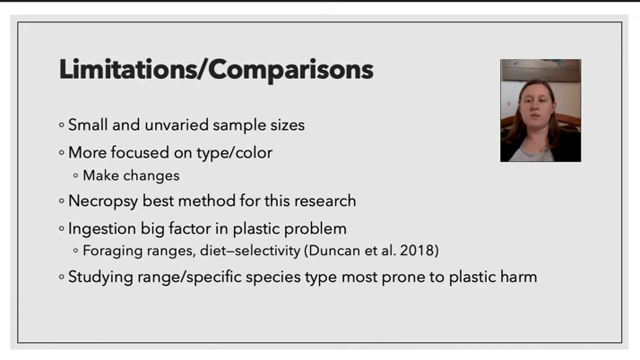 Limitations/Comparisons
Small and unvaried sample sizes
More focused on type/color
Make changes
Necropsy best method for this research
Ingestion big factor in plastic problem
Foraging ranges, diet—selectivity (Duncan et al. 2018)
Studying range/specific species type most prone to plastic harm